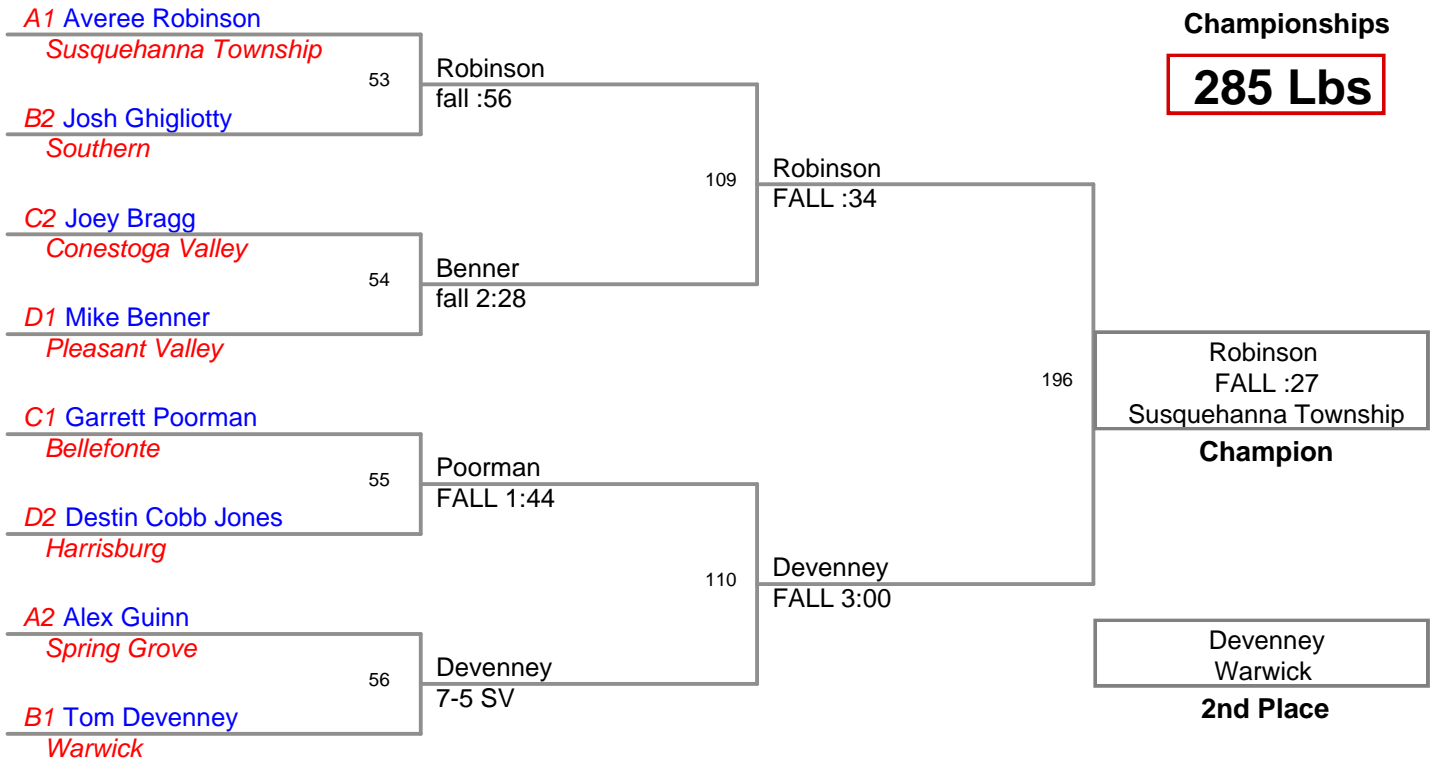 A1 Averee Robinson
Susquehanna Township
53
Robinson
fall :56
B2 Josh Ghigliotty
Southern
109
Robinson
FALL :34
C2 Joey Bragg
Conestoga Valley
54
Benner
fall 2:28
D1 Mike Benner
Pleasant Valley
C1 Garrett Poorman
Bellefonte
55
Poorman
FALL 1:44
D2 Destin Cobb Jones
Harrisburg
110
Devenney
FALL 3:00
A2 Alex Guinn
Spring Grove
56
Devenney
7-5 SV
B1 Tom Devenney
Warwick
Championships
285 Lbs
196
Robinson
FALL :27
Susquehanna Township
Champion
Devenney
Warwick
2nd Place